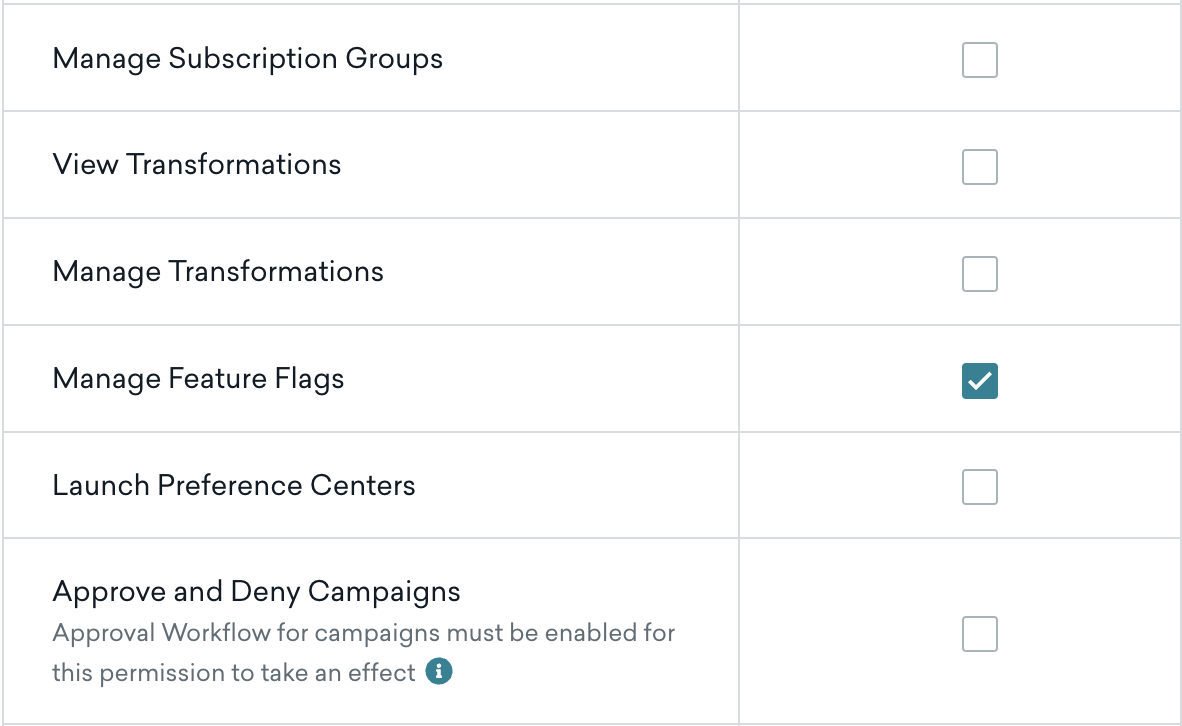 Manage Subscription Groups
View Transformations
Manage Transformations
Manage Feature Flags
Launch Preference Centers
Approve and Deny Campaigns
Approval Workflow for campaigns must be enabled for
this permission to take an effect